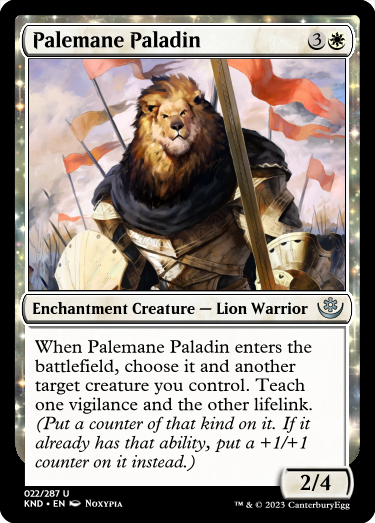 Palemane Paladin 3
Enchantment Creature — Lion Warrior
When Palemane Paladin enters the
battlefield, choose it and another
target creature you control. Teach
one vigilance and the other lifelink.
(Put a counter of that kind on it. If it
already has that ability, put a +1/+1
counter on it instead.)
2/4
022/287 U
KND • EN Noxypia
™ & © 2023 CanterburyEgg